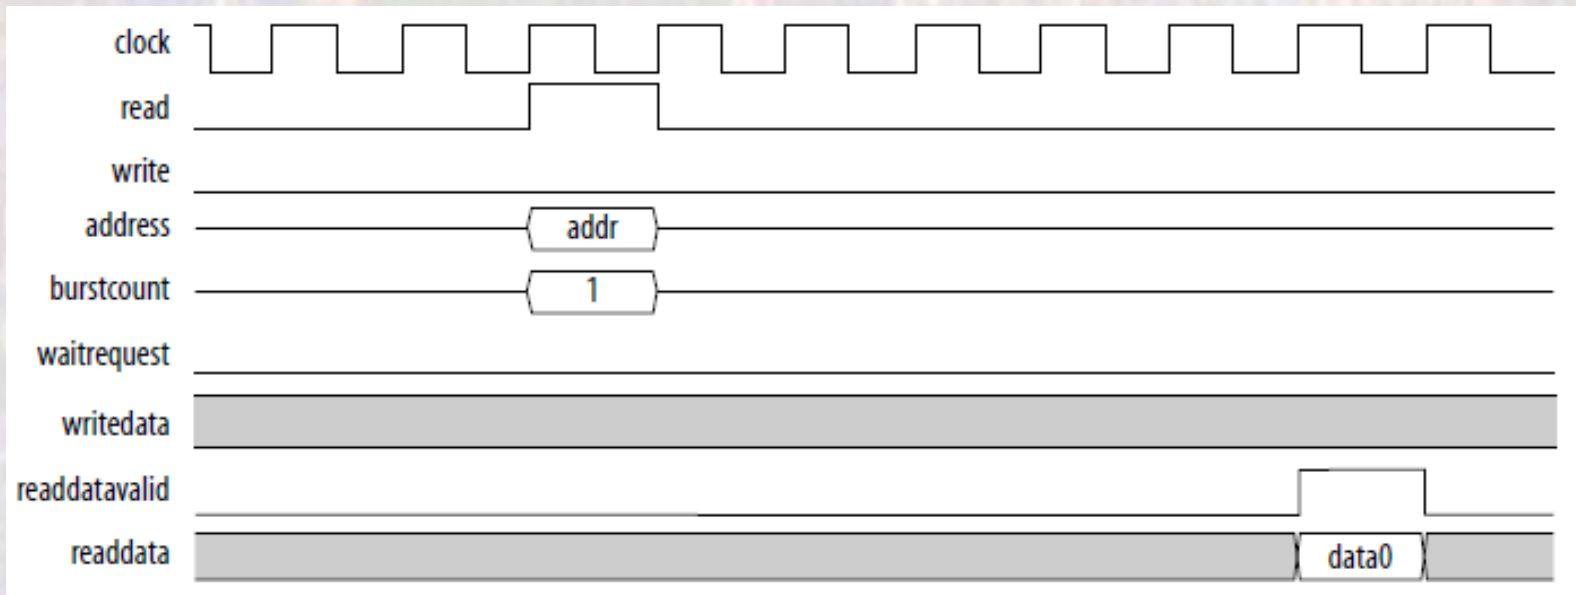 clock
read
write
address addr
burstcount 1
waitrequest
writedata
readdatavalid
readdata data0